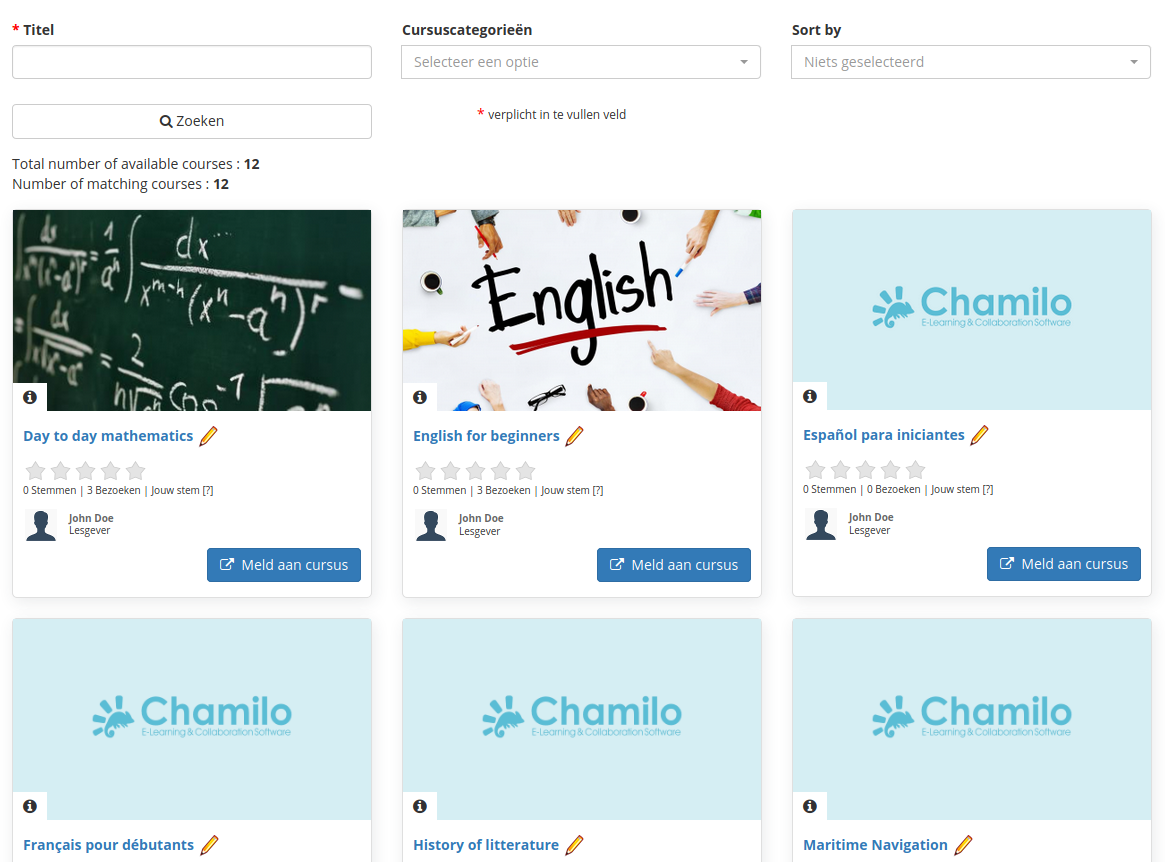 * Titel
Cursuscategorieën
Sort by
Selecteer een optie
Niets geselecteerd
Zoeken
* verplicht in te vullen veld
Total number of available courses : 12
Number of matching courses : 12
English
Chamilo
E-Learning & Collaboration Software
Day to day mathematics
English for beginners
Español para iniciantes
0 Stemmen | 3 Bezoeken | Jouw stem [?]
0 Stemmen | 3 Bezoeken | Jouw stem [?]
0 Stemmen | 0 Bezoeken | Jouw stem [?]
John Doe
Lesgever
John Doe
Lesgever
John Doe
Lesgever
Meld aan cursus
Meld aan cursus
Meld aan cursus
Chamilo
E-Learning & Collaboration Software
Chamilo
E-Learning & Collaboration Software
Chamilo
E-Learning & Collaboration Software
Français pour débutants
History of litterature
Maritime Navigation